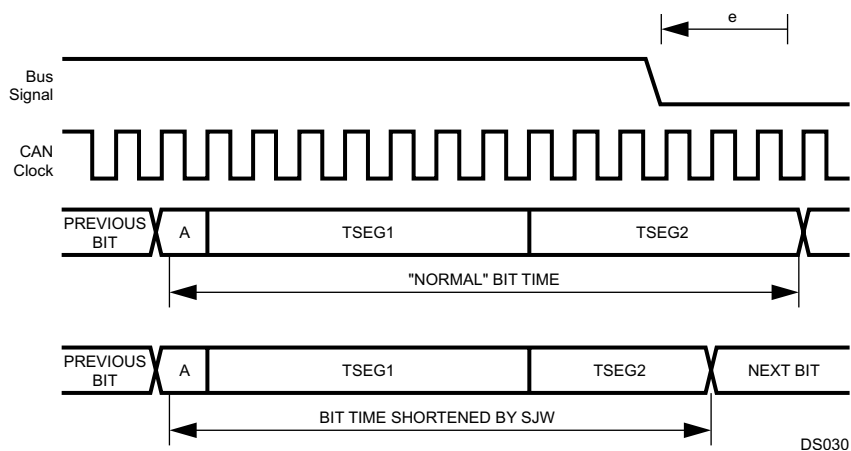 e
Bus
Signal
CAN
Clock
PREVIOUS
BIT
A
TSEG1
TSEG2
"NORMAL" BIT TIME
PREVIOUS
BIT
A
TSEG1
TSEG2
NEXT BIT
BIT TIME SHORTENED BY SJW
DS030